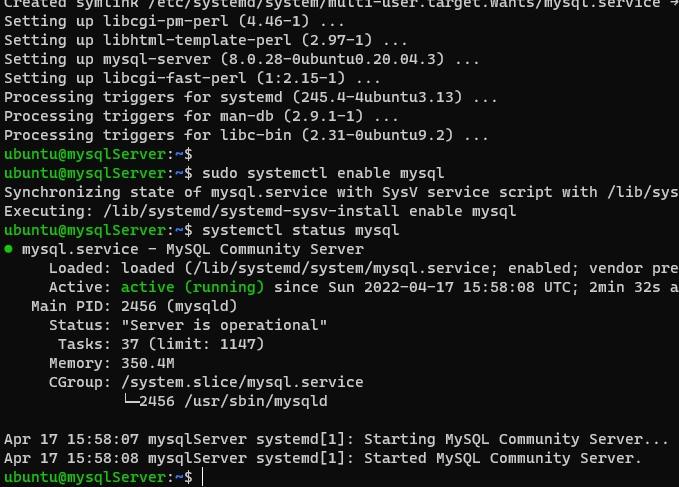 Created symlink /etc/systemd/system/multi-user.target.wants/mysql.service →
Setting up libcgi-pm-perl (4.46-1) ...
Setting up libhtml-template-perl (2.97-1) ...
Setting up mysql-server (8.0.28-0ubuntu0.20.04.3) ...
Setting up libcgi-fast-perl (1:2.15-1) ...
Processing triggers for systemd (245.4-4ubuntu3.13) ...
Processing triggers for man-db (2.9.1-1) ...
Processing triggers for libc-bin (2.31-0ubuntu9.2) ...
ubuntu@mysqlServer:~$
ubuntu@mysqlServer:~$ sudo systemctl enable mysql
Synchronizing state of mysql.service with SysV service script with /lib/sys
Executing: /lib/systemd/systemd-sysv-install enable mysql
ubuntu@mysqlServer:~$ systemctl status mysql
● mysql.service - MySQL Community Server
     Loaded: loaded (/lib/systemd/system/mysql.service; enabled; vendor pre
     Active: active (running) since Sun 2022-04-17 15:58:08 UTC; 2min 32s a
   Main PID: 2456 (mysqld)
     Status: "Server is operational"
      Tasks: 37 (limit: 1147)
     Memory: 350.4M
     CGroup: /system.slice/mysql.service
             └─2456 /usr/sbin/mysqld

Apr 17 15:58:07 mysqlServer systemd[1]: Starting MySQL Community Server...
Apr 17 15:58:08 mysqlServer systemd[1]: Started MySQL Community Server.
ubuntu@mysqlServer:~$